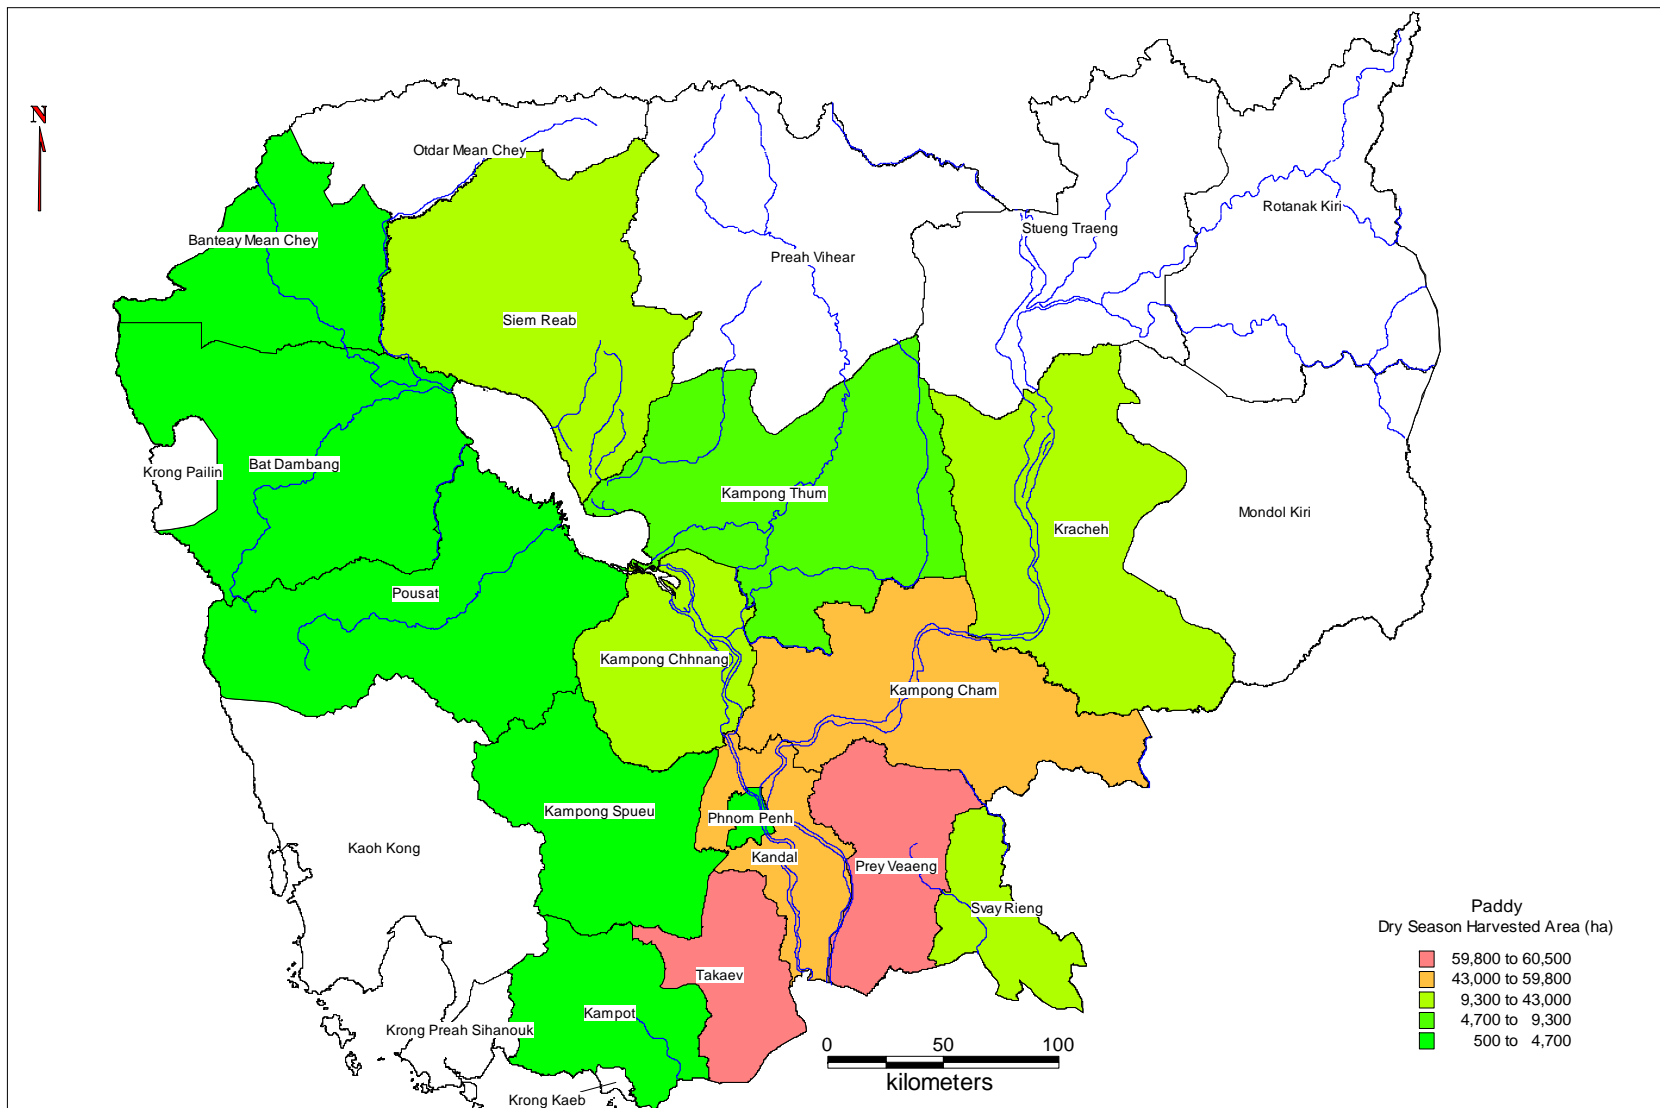 N
Otdar Mean Chey
Rotanak Kiri
Stueng Traeng
Banteay Mean Chey
Preah Vihear
Siem Reab
Krong Pailin
Bat Dambang
Kampong Thum
Mondol Kiri
Kracheh
Pousat
Kampong Chhnang
Kampong Cham
Kampong Spueu
Phnom Penh
Kaoh Kong
Kandal
Prey Veaeng
Svay Rieng
Takaev
Kampot
Krong Preah Sihanouk
Krong Kaeb
Paddy
Dry Season Harvested Area (ha)
59,800 to 60,500
43,000 to 59,800
9,300 to 43,000
4,700 to 9,300
500 to 4,700
0 50 100
kilometers